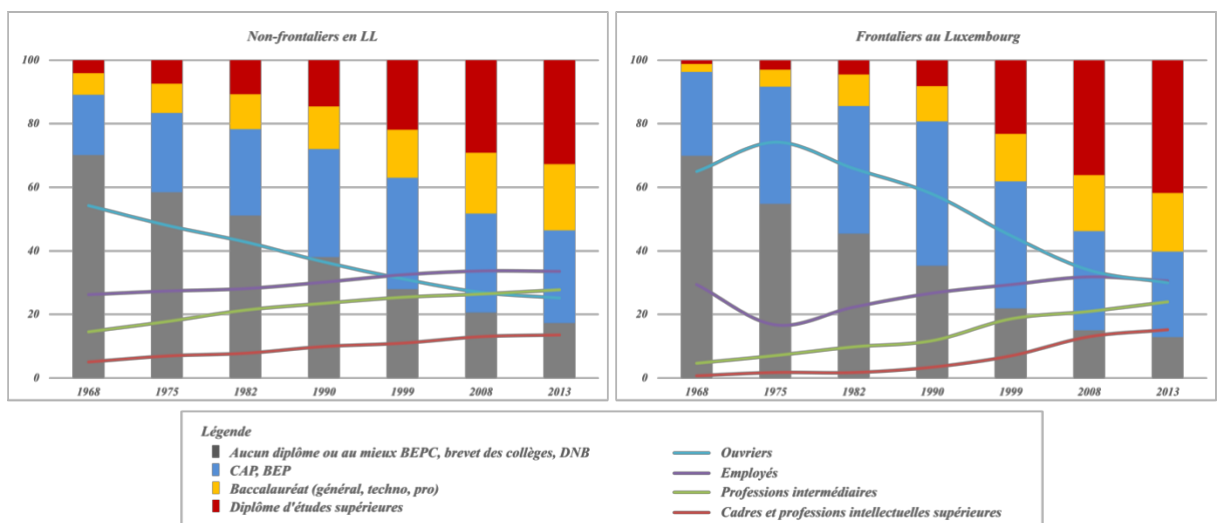 Non-frontaliers en LL
100
80
60
40
20
0
1968 1975 1982 1990 1999 2008 2013
Frontaliers au Luxembourg
100
80
60
40
20
0
1968 1975 1982 1990 1999 2008 2013
Légende
Aucun diplôme ou au mieux BEPC, brevet des collèges, DNB
CAP, BEP
Baccalauréat (général, techno, pro)
Diplôme d'études supérieures
Ouvriers
Employés
Professions intermédiaires
Cadres et professions intellectuelles supérieures